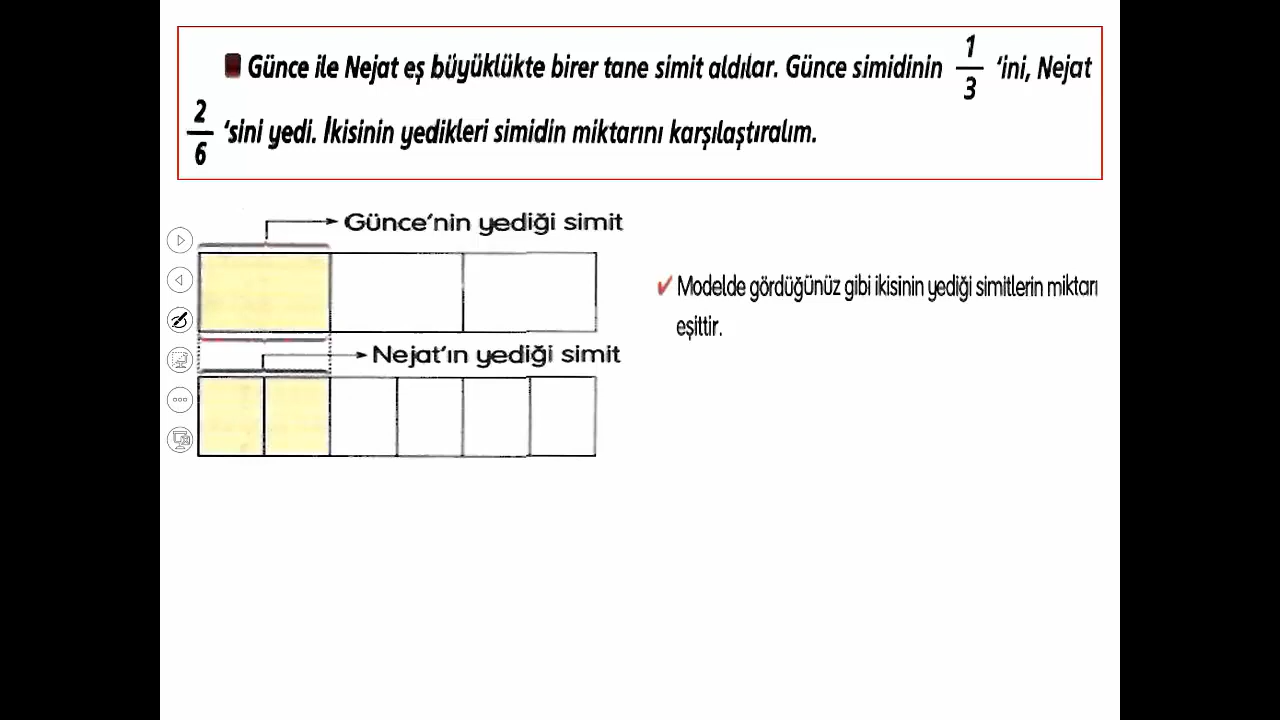 Günce ile Nejat eş büyüklükte birer tane simit aldılar. Günce simidinin 1/3 'ini, Nejat
2/6 'sini yedi. İkisinin yedikleri simidin miktarını karşılaştıralım.
Günce'nin yediği simit
✓ Modelde gördüğünüz gibi ikisinin yediği simitlerin miktarı
eşittir.
Nejat'ın yediği simit